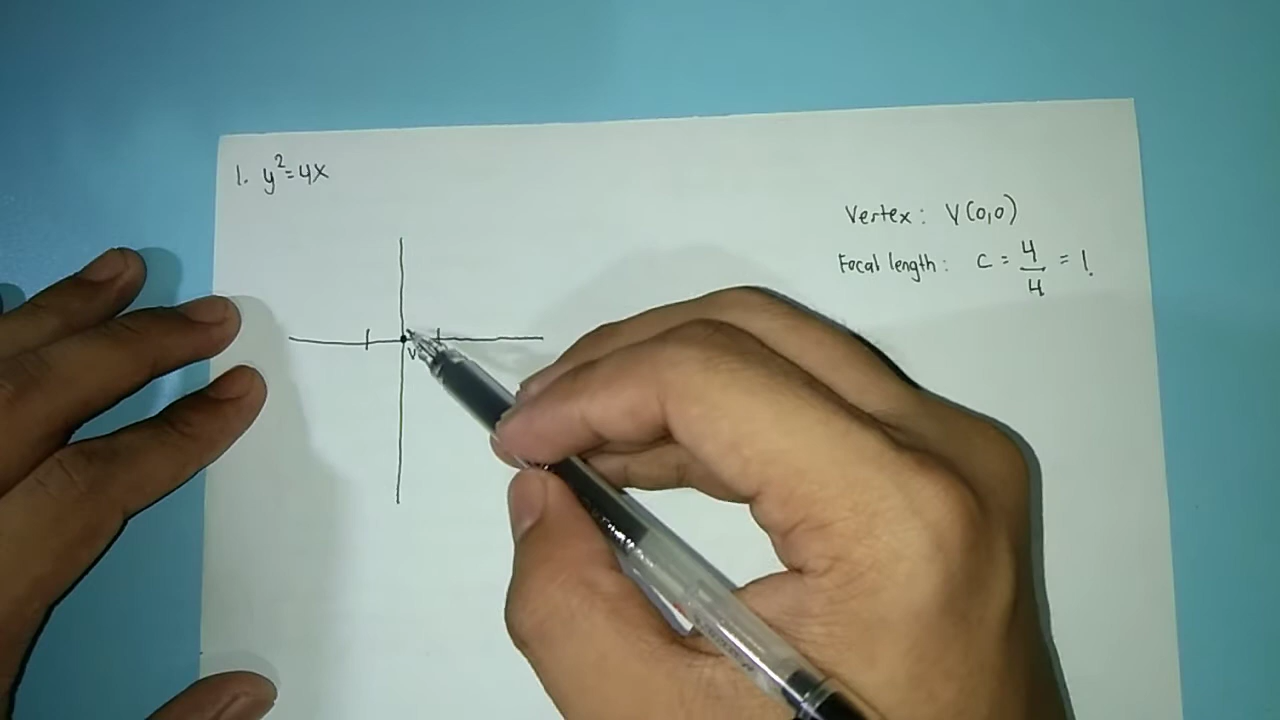 1. y²=4x
Vertex: V(0,0)
Focal length: c = 4/4 = 1.
V